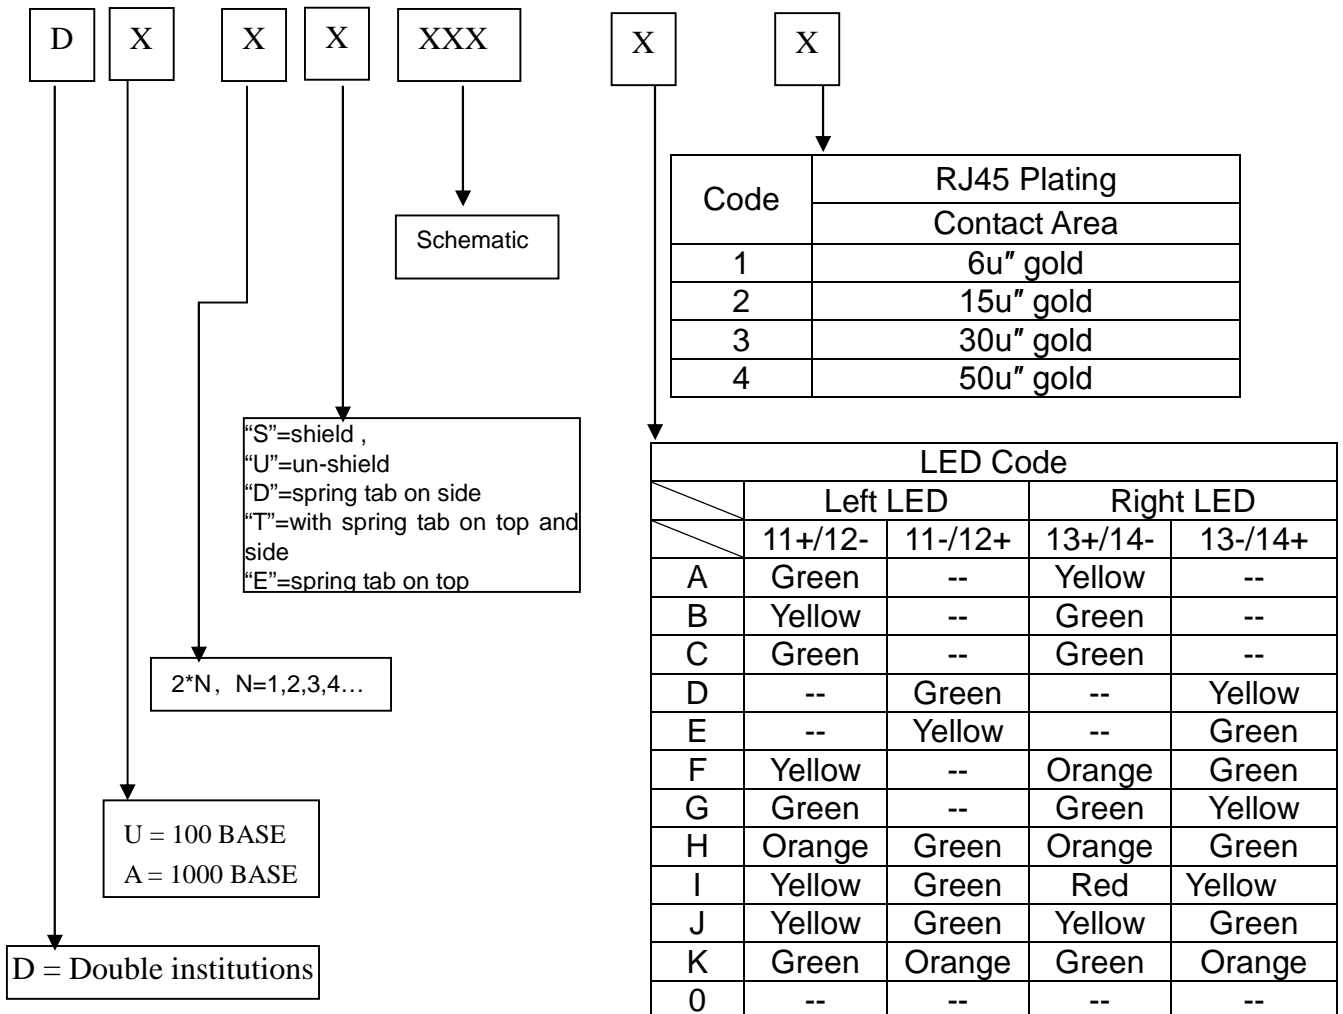 D X X X XXX X X
Code RJ45 Plating
Contact Area
1 6u″ gold
2 15u″ gold
3 30u″ gold
4 50u″ gold
Schematic
“S”=shield ,
“U”=un-shield
“D”=spring tab on side
“T”=with spring tab on top and
side
“E”=spring tab on top
2*N, N=1,2,3,4…
U = 100 BASE
A = 1000 BASE
D = Double institutions
LED Code
Left LED Right LED
11+/12- 11-/12+ 13+/14- 13-/14+
A Green -- Yellow --
B Yellow -- Green --
C Green -- Green --
D -- Green -- Yellow
E -- Yellow -- Green
F Yellow -- Orange Green
G Green -- Green Yellow
H Orange Green Orange Green
I Yellow Green Red Yellow
J Yellow Green Yellow Green
K Green Orange Green Orange
0 -- -- -- --